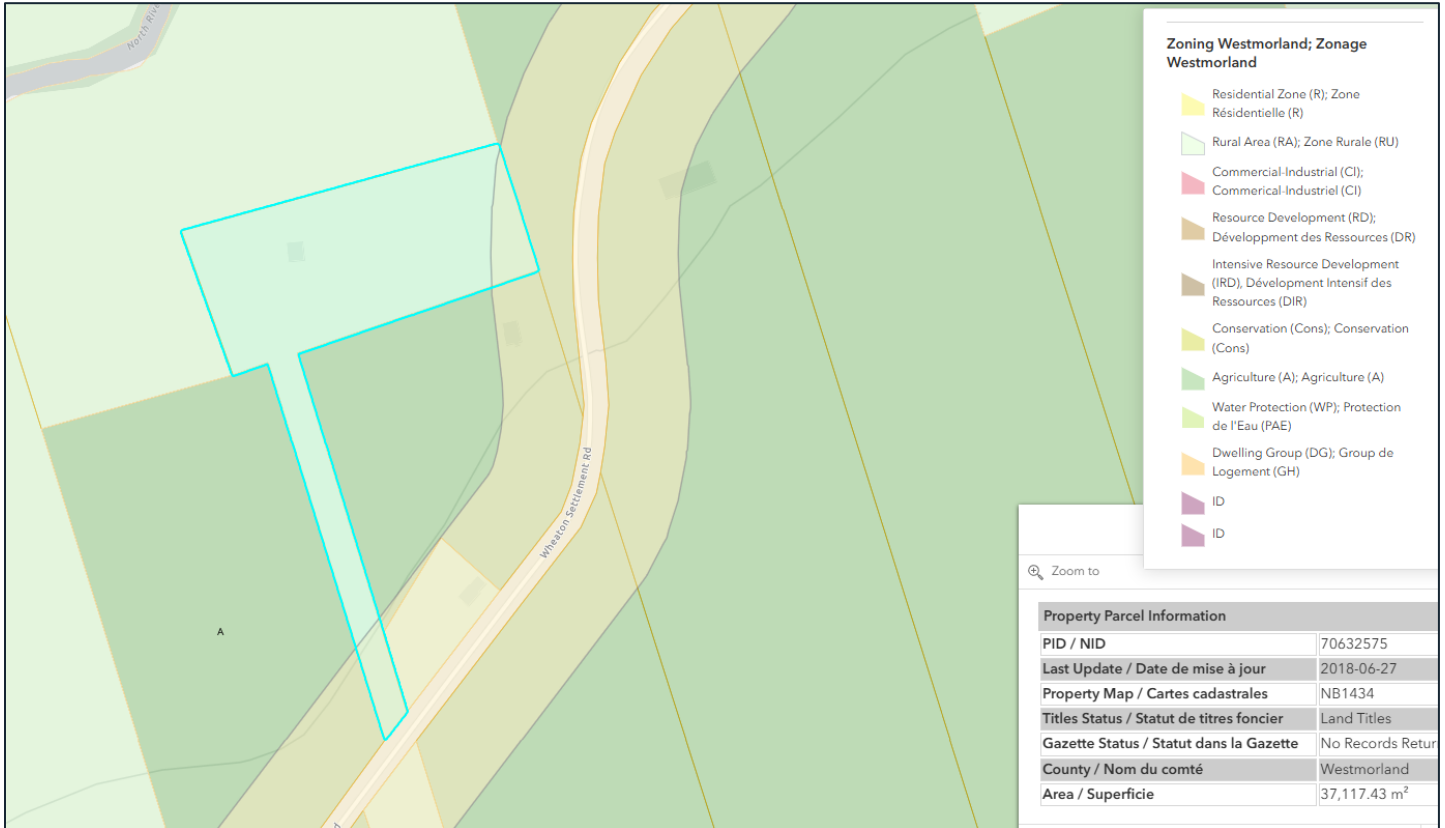 North Rive
Zoning Westmorland; Zonage
Westmorland
Residential Zone (R); Zone
Résidentielle (R)
Rural Area (RA); Zone Rurale (RU)
Commercial-Industrial (CI);
Commerical-Industriel (CI)
Resource Development (RD);
Développment des Ressources (DR)
Intensive Resource Development
(IRD), Dévelopment Intensif des
Ressources (DIR)
Conservation (Cons); Conservation
(Cons)
Agriculture (A); Agriculture (A)
Water Protection (WP); Protection
de l'Eau (PAE)
Dwelling Group (DG); Group de
Logement (GH)
ID
ID
Wheaton Settlement Rd
A
d
Zoom to
Property Parcel Information
PID / NID 70632575
Last Update / Date de mise à jour 2018-06-27
Property Map / Cartes cadastrales NB1434
Titles Status / Statut de titres foncier Land Titles
Gazette Status / Statut dans la Gazette No Records Retur
County / Nom du comté Westmorland
Area / Superficie 37,117.43 m²